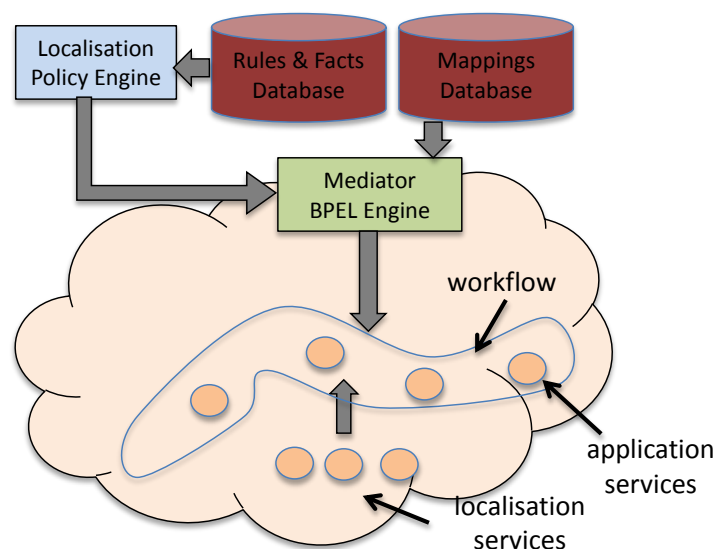 Localisation
Policy Engine
Rules & Facts
Database
Mappings
Database
Mediator
BPEL Engine
workflow
application
services
localisation
services